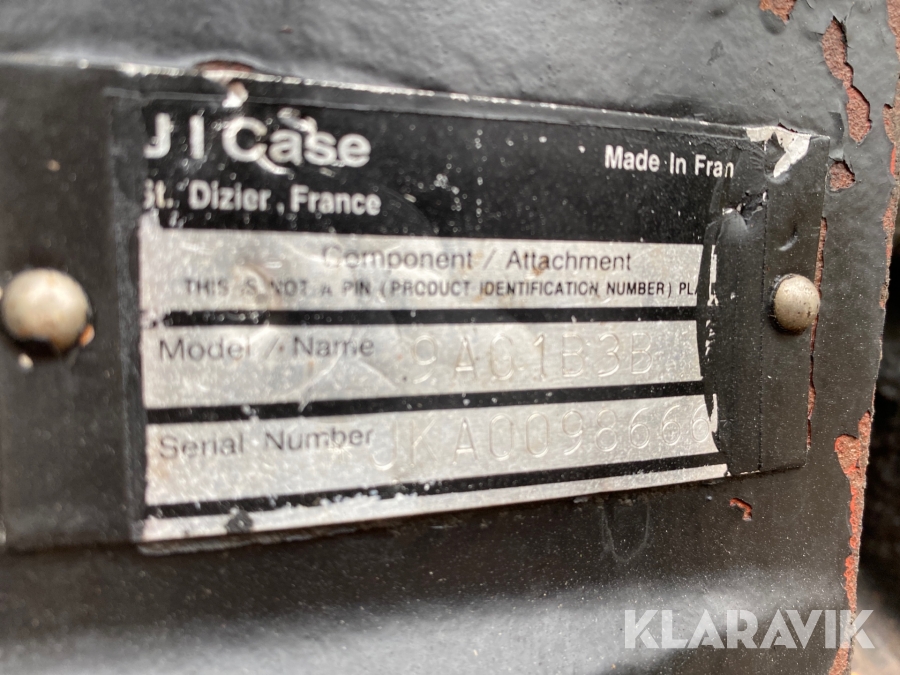 J I Case
Made In Fran
St. Dizier, France
Component / Attachment
THIS IS NOT A PIN (PRODUCT IDENTIFICATION NUMBER) PLA
Model / Name 9AG1B3B
Serial Number JKA0098666
KLARAVIK